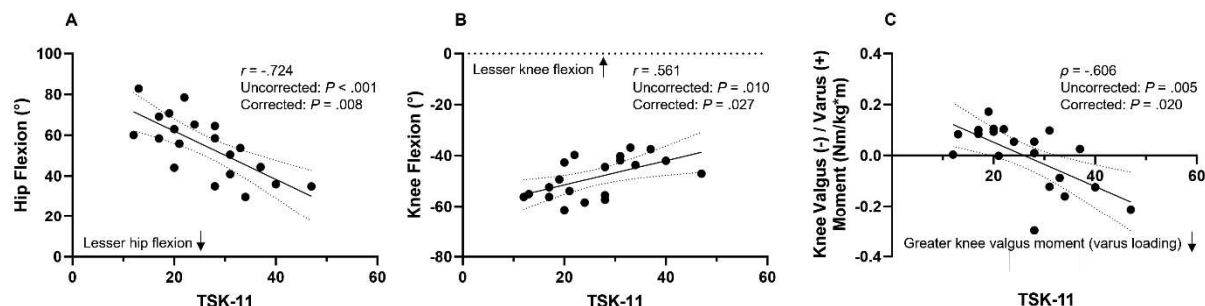 A
Hip Flexion (°)
100
80
60
40
20
0
r = -.724
Uncorrected: P < .001
Corrected: P = .008
Lesser hip flexion
0
20
40
60
TSK-11
B
Knee Flexion (°)
0
-20
-40
-60
-80
Lesser knee flexion
r = .561
Uncorrected: P = .010
Corrected: P = .027
0
20
40
60
TSK-11
C
Knee Valgus (-) / Varus (+)
Moment (Nm/kg*m)
0.4
0.2
0.0
-0.2
-0.4
ρ = -.606
Uncorrected: P = .005
Corrected: P = .020
20
40
60
Greater knee valgus moment (varus loading)
TSK-11